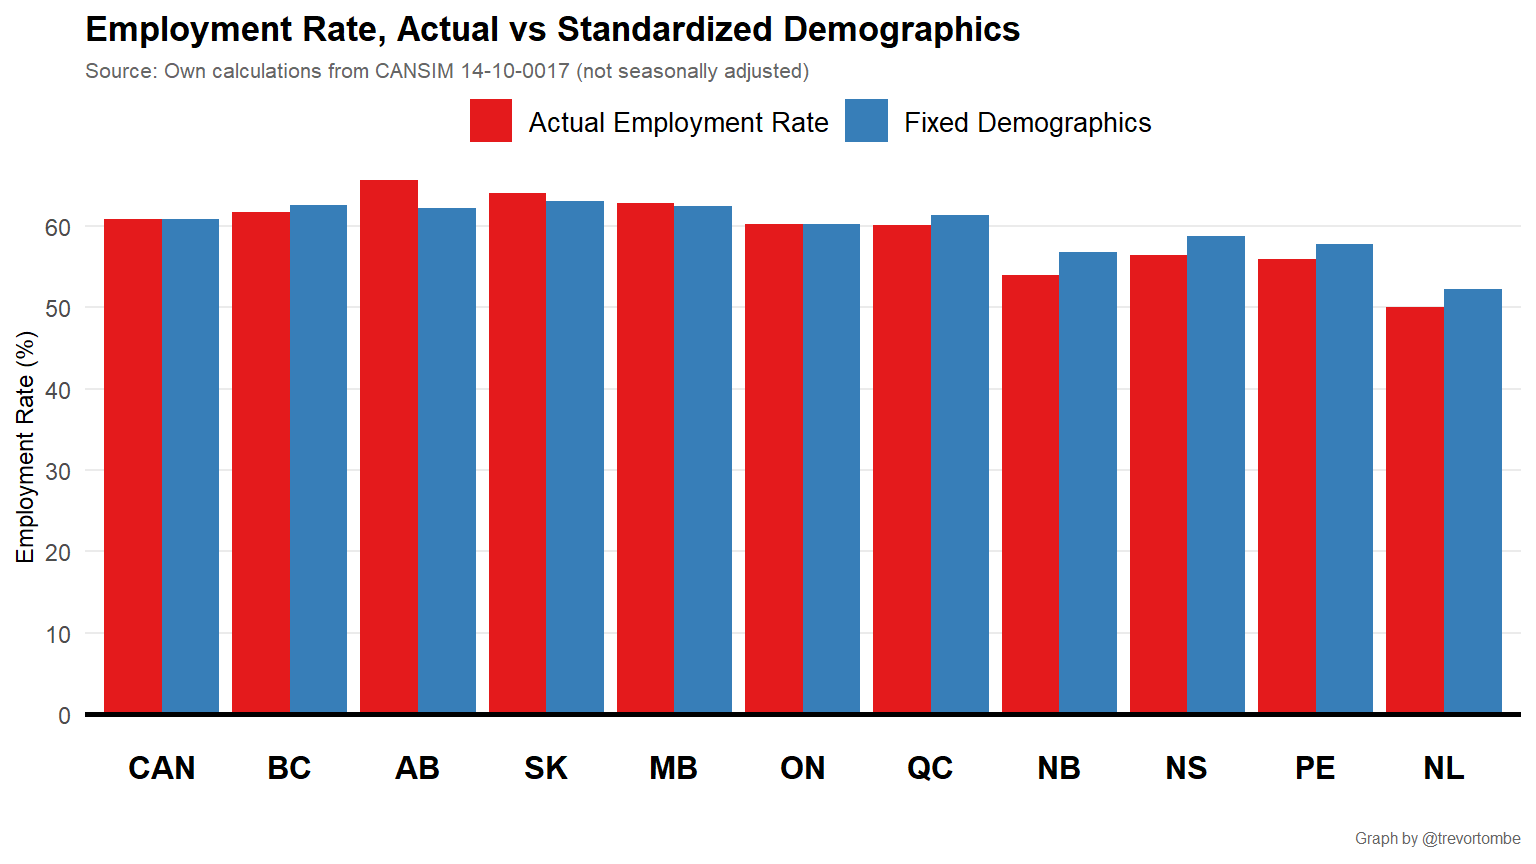 Employment Rate, Actual vs Standardized Demographics
Source: Own calculations from CANSIM 14-10-0017 (not seasonally adjusted)
Actual Employment Rate
Fixed Demographics
Employment Rate (%)
60
50
40
30
20
10
0
CAN BC AB SK MB ON QC NB NS PE NL
Graph by @trevortombe